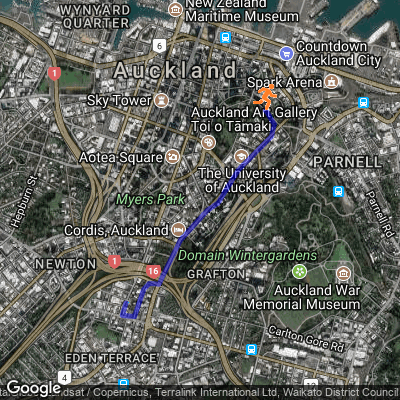 WYNYARD
QUARTER
New Zealand
Maritime Museum
6
Countdown
Auckland City
1
Auckland
Spark Arena
Sky Tower
Auckland Art Gallery
Toi o Tāmaki
Aotea Square
The University
of Auckland
PARNELL
Hepburn St
Myers Park
Parnell Rd
Cordis, Auckland
Domain Wintergardens
NEWTON
1
16
GRAFTON
Auckland War
Memorial Museum
Carlton Gore Rd
EDEN TERRACE
4
Google
dsat / Copernicus, Terralink International Ltd, Waikato District Council